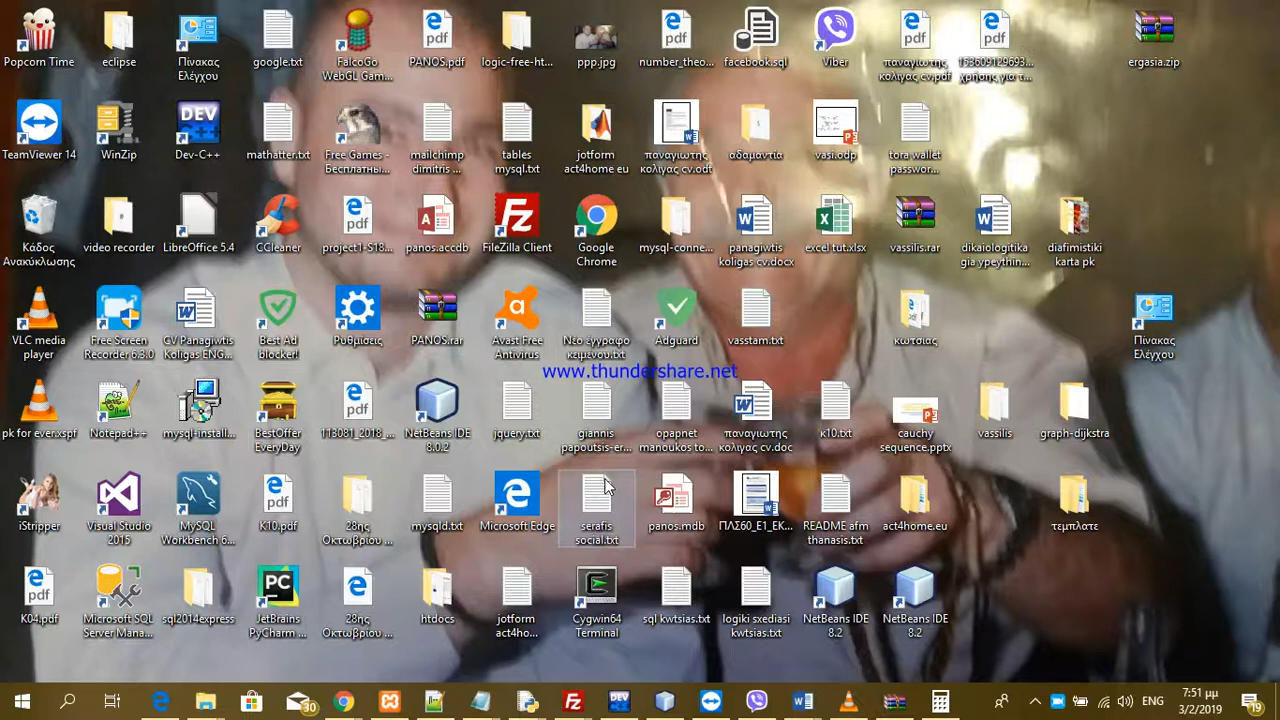 Popcorn Time
eclipse
Πίνακας
Ελέγχου
google.txt
FalcoGo
WebGL Gam...
PANOS.pdf
logic-free-ht...
ppp.jpg
number_theo...
facebook.sql
Viber
παναγιωτης
κολιγας cv.pdf
153609129693...
χρήσης για τ...
ergasia.zip
TeamViewer 14
WinZip
Dev-C++
mathatter.txt
Free Games -
Бесплатны...
mailchimp
dimitris ...
tables
mysql.txt
jotform
act4home eu
παναγιωτης
κολιγας cv.odt
αδαμαντία
vasi.odp
tora wallet
passwor...
Κάδος
Ανακύκλωσης
video recorder
LibreOffice 5.4
CCleaner
project1-S18...
panos.accdb
FileZilla Client
Google
Chrome
mysql-conne...
panagiwtis
koligas cv.docx
excel tut.xlsx
vassilis.rar
dikaiologitika
gia ypeythin...
diafimistiki
karta pk
VLC media
player
Free Screen
Recorder 6.3.0
CV Panagiwtis
Koligas ENG...
Best Ad
blocker!
Ρυθμίσεις
PANOS.rar
Avast Free
Antivirus
Νέο έγγραφο
κειμένου.txt
Adguard
vasstam.txt
κωτσιας
Πίνακας
Ελέγχου
www.thundershare.net
pk for ever.xspf
Notepad++
mysql-install...
BestOffer
EveryDay
113081_2018_...
NetBeans IDE
8.0.2
jquery.txt
giannis
papoutsis-er...
opapnet
manoukos to...
παναγιωτης
κολιγας cv.doc
κ10.txt
cauchy
sequence.pptx
vassilis
graph-dijkstra
iStripper
Visual Studio
2015
MySQL
Workbench 6...
K10.pdf
28ης
Οκτωβρίου ...
mysqld.txt
Microsoft Edge
serafis
social.txt
panos.mdb
ΠΛΣ60_Ε1_ΕΚ...
README afm
thanasis.txt
act4home.eu
τεμπλατε
K04.pdf
Microsoft SQL
Server Mana...
sql2014express
JetBrains
PyCharm ...
28ης
Οκτωβρίου ...
htdocs
jotform
act4ho...
Cygwin64
Terminal
sql kwtsias.txt
logiki sxediasi
kwtsias.txt
NetBeans IDE
8.2
NetBeans IDE
8.2
30
ENG
7:51 μμ
3/2/2019
19